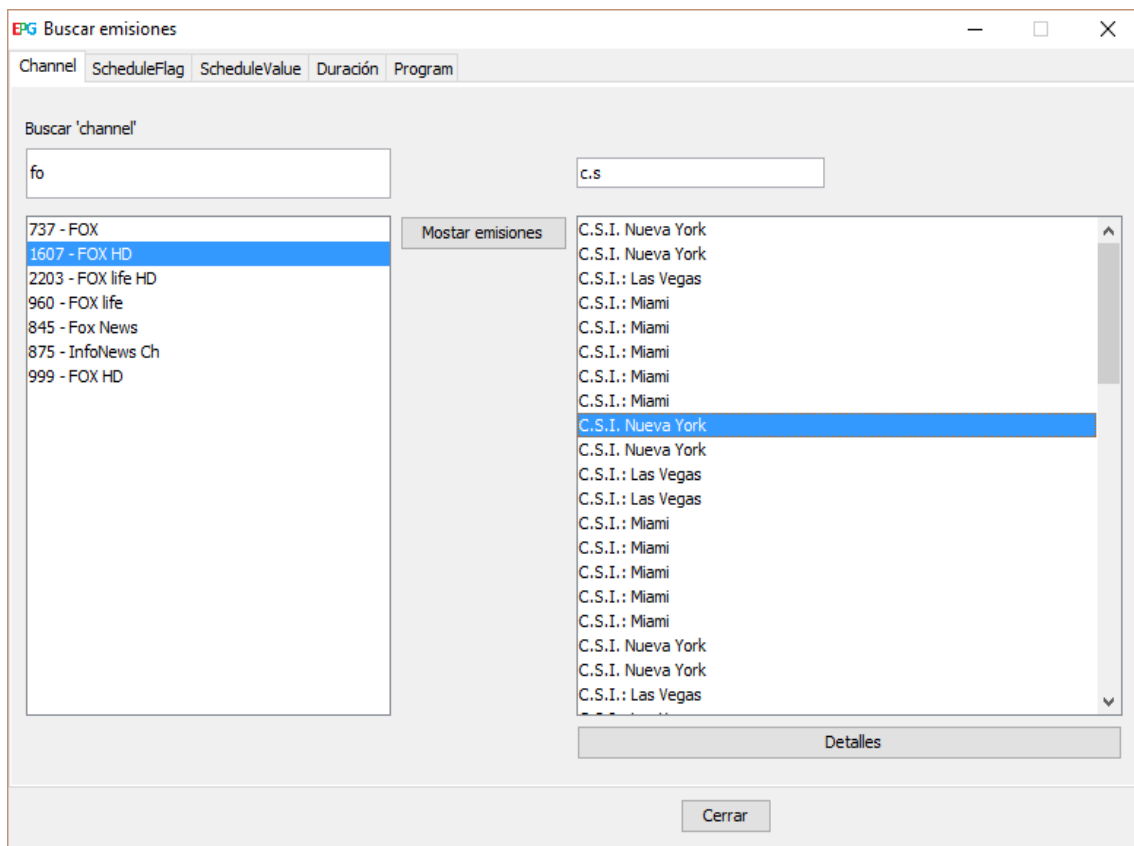 EPG Buscar emisiones
Channel ScheduleFlag ScheduleValue Duración Program
Buscar 'channel'
fo
c.s
737 - FOX
1607 - FOX HD
2203 - FOX life HD
960 - FOX life
845 - Fox News
875 - InfoNews Ch
999 - FOX HD
Mostar emisiones
C.S.I. Nueva York
C.S.I. Nueva York
C.S.I.: Las Vegas
C.S.I.: Miami
C.S.I.: Miami
C.S.I.: Miami
C.S.I.: Miami
C.S.I.: Miami
C.S.I. Nueva York
C.S.I. Nueva York
C.S.I.: Las Vegas
C.S.I.: Las Vegas
C.S.I.: Miami
C.S.I.: Miami
C.S.I.: Miami
C.S.I.: Miami
C.S.I.: Miami
C.S.I. Nueva York
C.S.I. Nueva York
C.S.I.: Las Vegas
Detalles
Cerrar